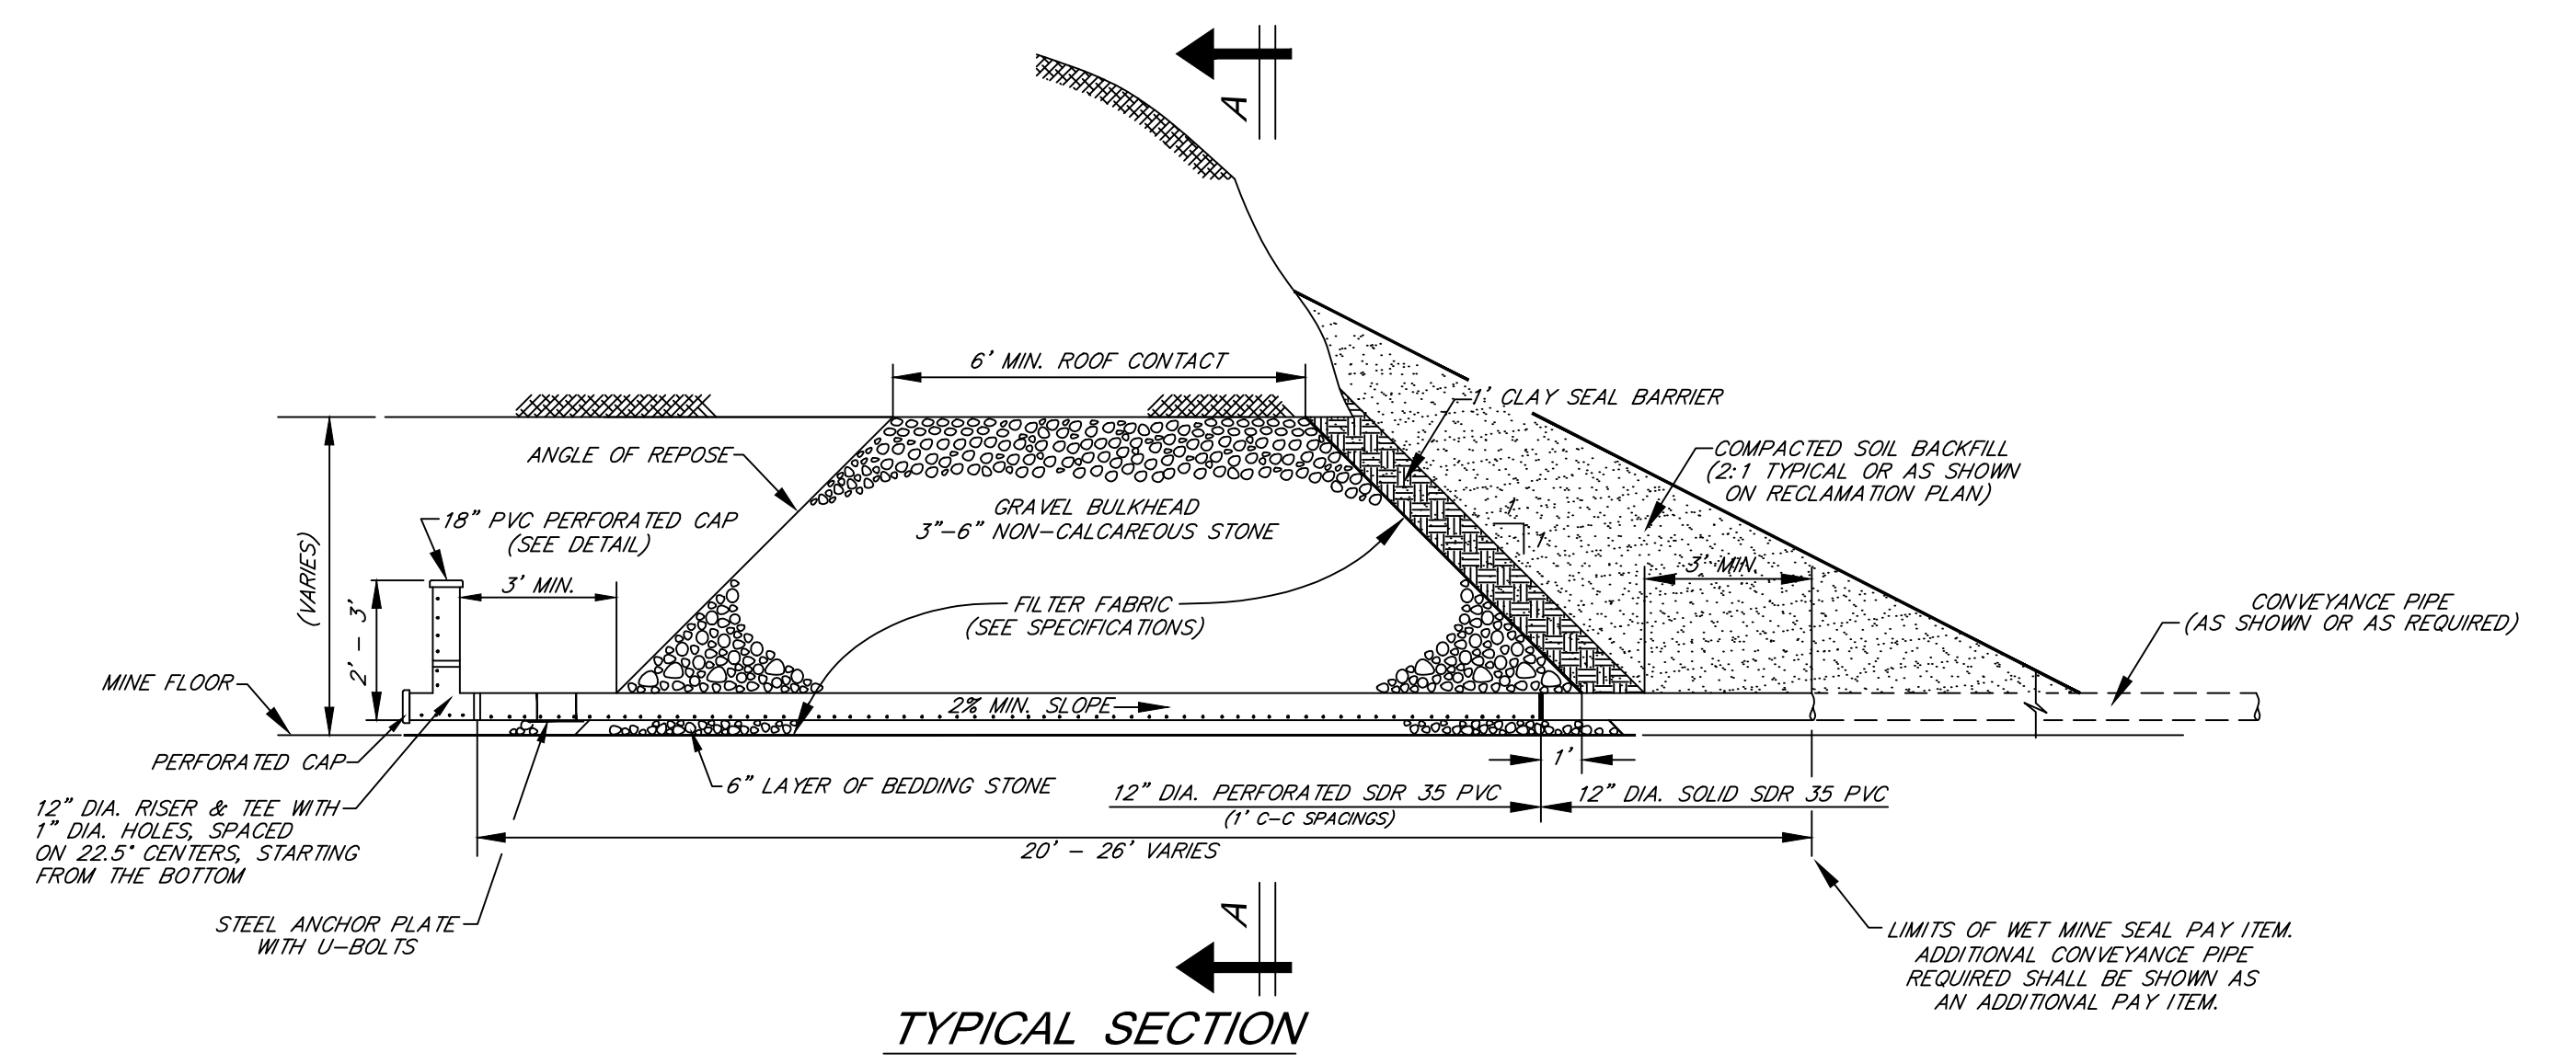 A
6' MIN. ROOF CONTACT
1' CLAY SEAL BARRIER
ANGLE OF REPOSE
COMPACTED SOIL BACKFILL
(2:1 TYPICAL OR AS SHOWN
ON RECLAMATION PLAN)
GRAVEL BULKHEAD
3"-6" NON-CALCAREOUS STONE
1
1
18" PVC PERFORATED CAP
(SEE DETAIL)
(VARIES)
3' MIN.
3' MIN.
2' - 3'
FILTER FABRIC
(SEE SPECIFICATIONS)
CONVEYANCE PIPE
(AS SHOWN OR AS REQUIRED)
MINE FLOOR
2% MIN. SLOPE
PERFORATED CAP
1'
6" LAYER OF BEDDING STONE
12" DIA. PERFORATED SDR 35 PVC
(1' C-C SPACINGS)
12" DIA. SOLID SDR 35 PVC
12" DIA. RISER & TEE WITH
1" DIA. HOLES, SPACED
ON 22.5° CENTERS, STARTING
FROM THE BOTTOM
20' - 26' VARIES
STEEL ANCHOR PLATE
WITH U-BOLTS
A
LIMITS OF WET MINE SEAL PAY ITEM.
ADDITIONAL CONVEYANCE PIPE
REQUIRED SHALL BE SHOWN AS
AN ADDITIONAL PAY ITEM.
TYPICAL SECTION